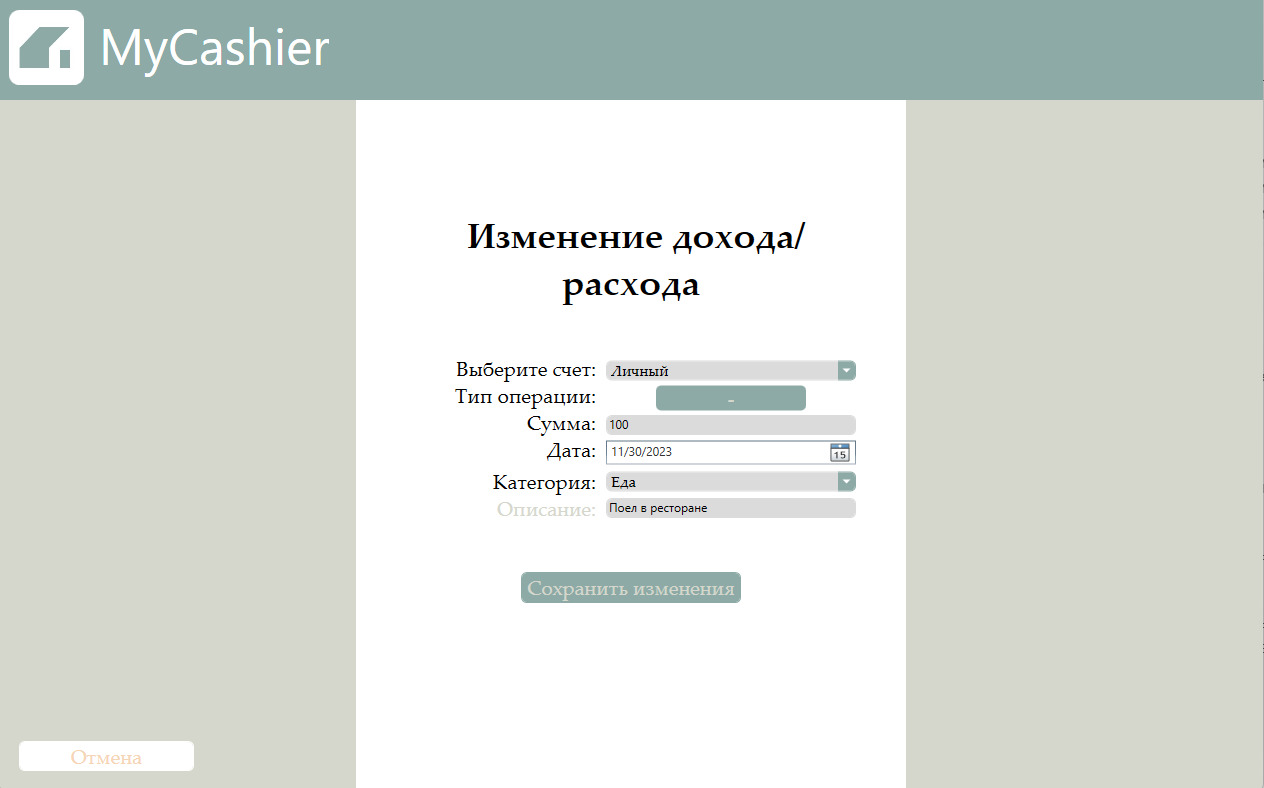 MyCashier
Изменение дохода/
расхода
Выберите счет: Личный
Тип операции: -
Сумма: 100
Дата: 11/30/2023 15
Категория: Еда
Описание: Поел в ресторане
Сохранить изменения
Отмена